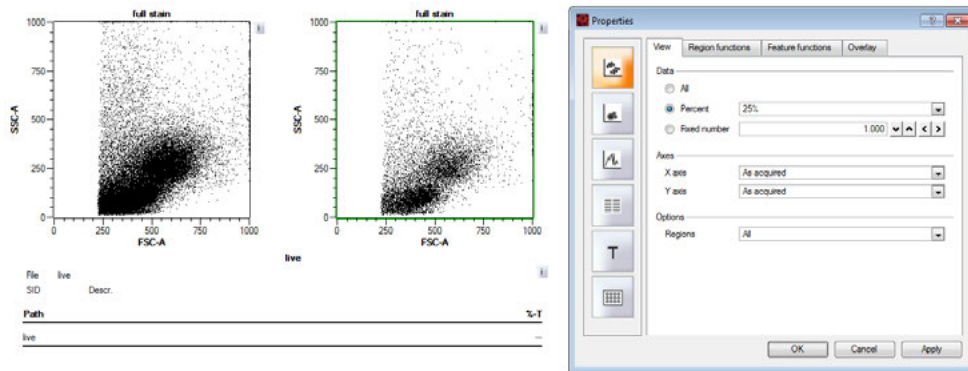 full stain
1000
750
500
250
0
SSC-A
0 250 500 750 1000
FSC-A
full stain
1000
750
500
250
0
SSC-A
0 250 500 750 1000
FSC-A
i
i
live
File live
i
SID Descr.
Path %-T
live ---
Properties
?
View Region functions Feature functions Overlay
Data
All
Percent 25%
Fixed number 1.000
Axes
X axis As acquired
Y axis As acquired
Options
Regions All
T
OK Cancel Apply